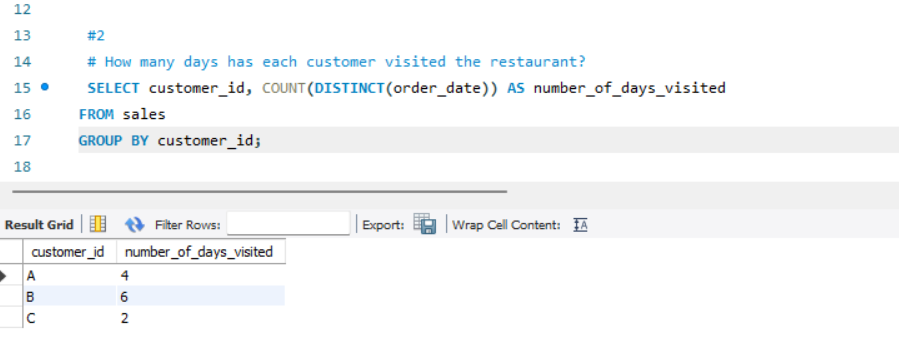 12
13 #2
14 # How many days has each customer visited the restaurant?
15 SELECT customer_id, COUNT(DISTINCT(order_date)) AS number_of_days_visited
16 FROM sales
17 GROUP BY customer_id;
18
Result Grid Filter Rows: Export: Wrap Cell Content: IA
customer_id number_of_days_visited
A 4
B 6
C 2